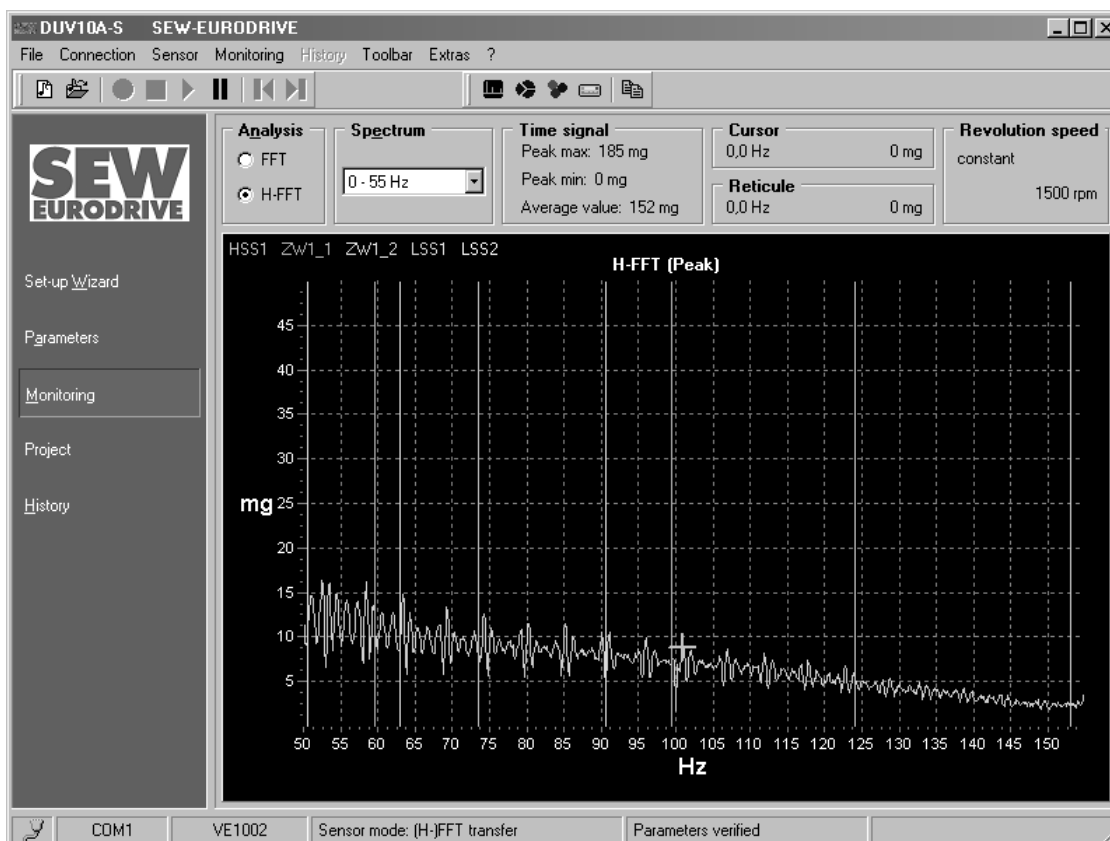 DUV10A-S SEW-EURODRIVE
File Connection Sensor Monitoring History Toolbar Extras ?
SEW
EURODRIVE
Set-up Wizard
Parameters
Monitoring
Project
History
Analysis
FFT
H-FFT
Spectrum
0 - 55 Hz
Time signal
Peak max: 185 mg
Peak min: 0 mg
Average value: 152 mg
Cursor
0,0 Hz 0 mg
Reticule
0,0 Hz 0 mg
Revolution speed
constant
1500 rpm
HSS1 ZW1_1 ZW1_2 LSS1 LSS2
H-FFT (Peak)
45
40
35
30
mg 25
20
15
10
5
50 55 60 65 70 75 80 85 90 95 100 105 110 115 120 125 130 135 140 145 150
Hz
COM1 VE1002 Sensor mode: (H-)FFT transfer Parameters verified